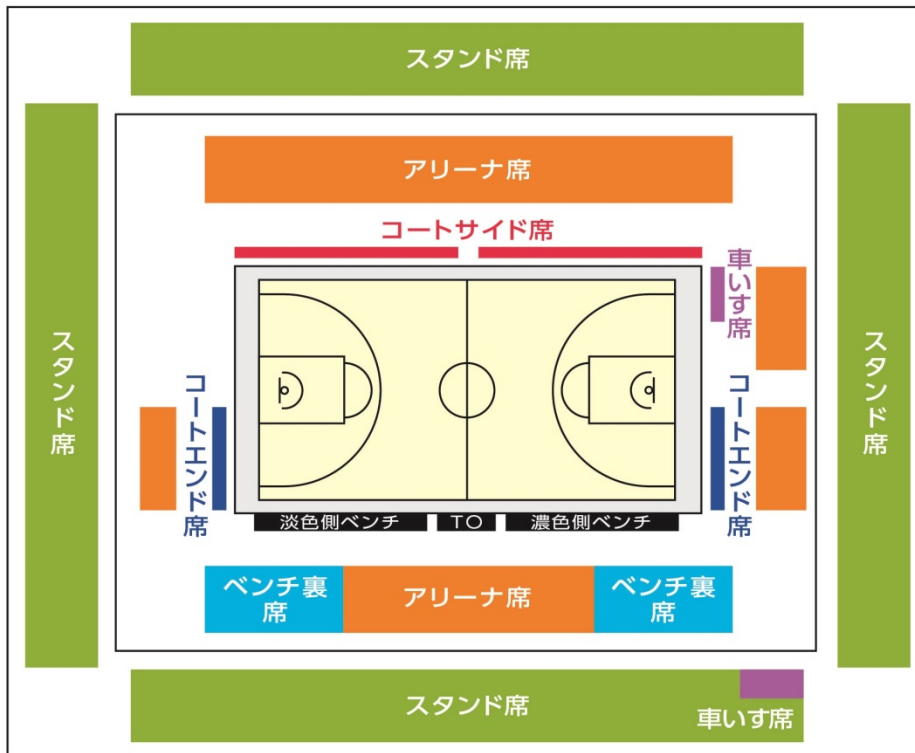 スタンド席
アリーナ席
コートサイド席
車いす席
スタンド席
スタンド席
コートエンド席
コートエンド席
淡色側ベンチ
TO
濃色側ベンチ
ベンチ裏
席
アリーナ席
ベンチ裏
席
スタンド席
車いす席